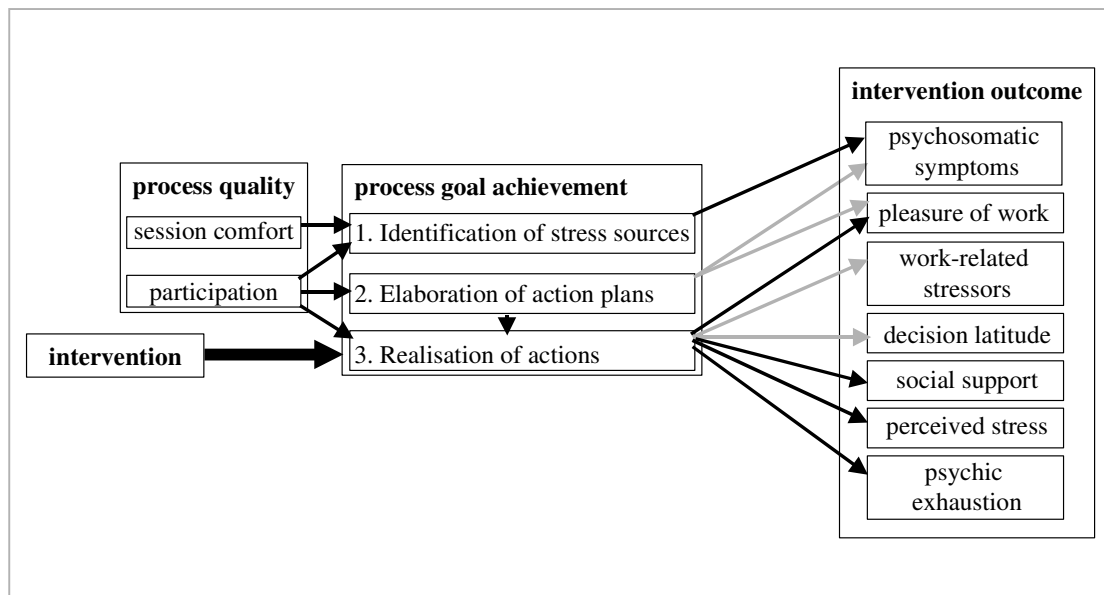 process quality
session comfort
participation
intervention
process goal achievement
1. Identification of stress sources
2. Elaboration of action plans
3. Realisation of actions
intervention outcome
psychosomatic
symptoms
pleasure of work
work-related
stressors
decision latitude
social support
perceived stress
psychic
exhaustion